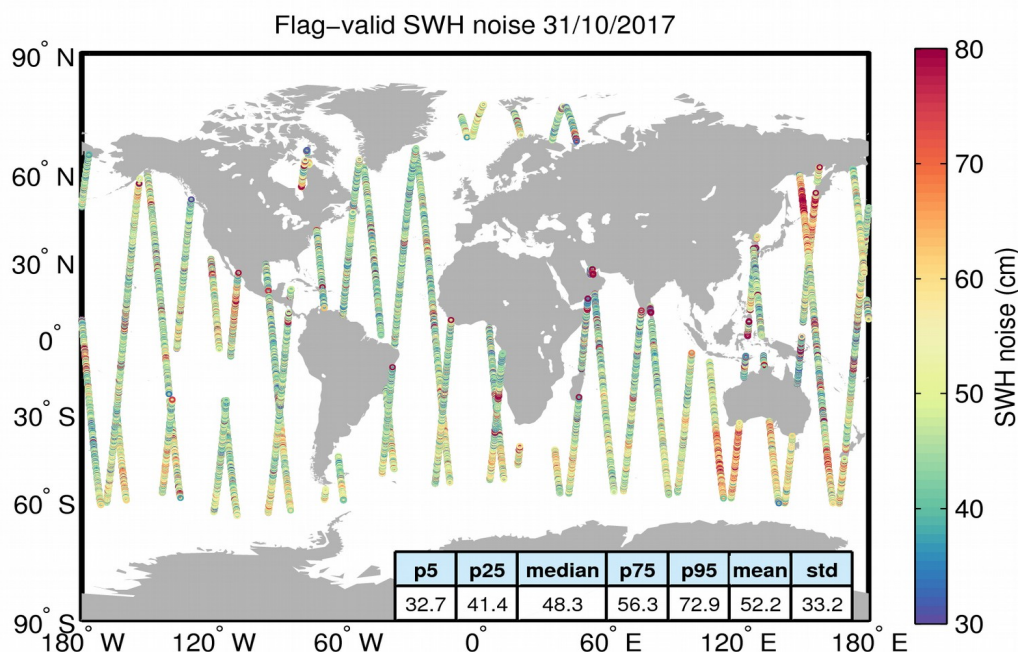 Flag−valid SWH noise 31/10/2017
90° N
60° N
30° N
0°
30° S
60° S
90° S
180° W
120° W
60° W
0°
60° E
120° E
180° E
p5 p25 median p75 p95 mean std
32.7 41.4 48.3 56.3 72.9 52.2 33.2
80
70
60
50
40
30
SWH noise (cm)